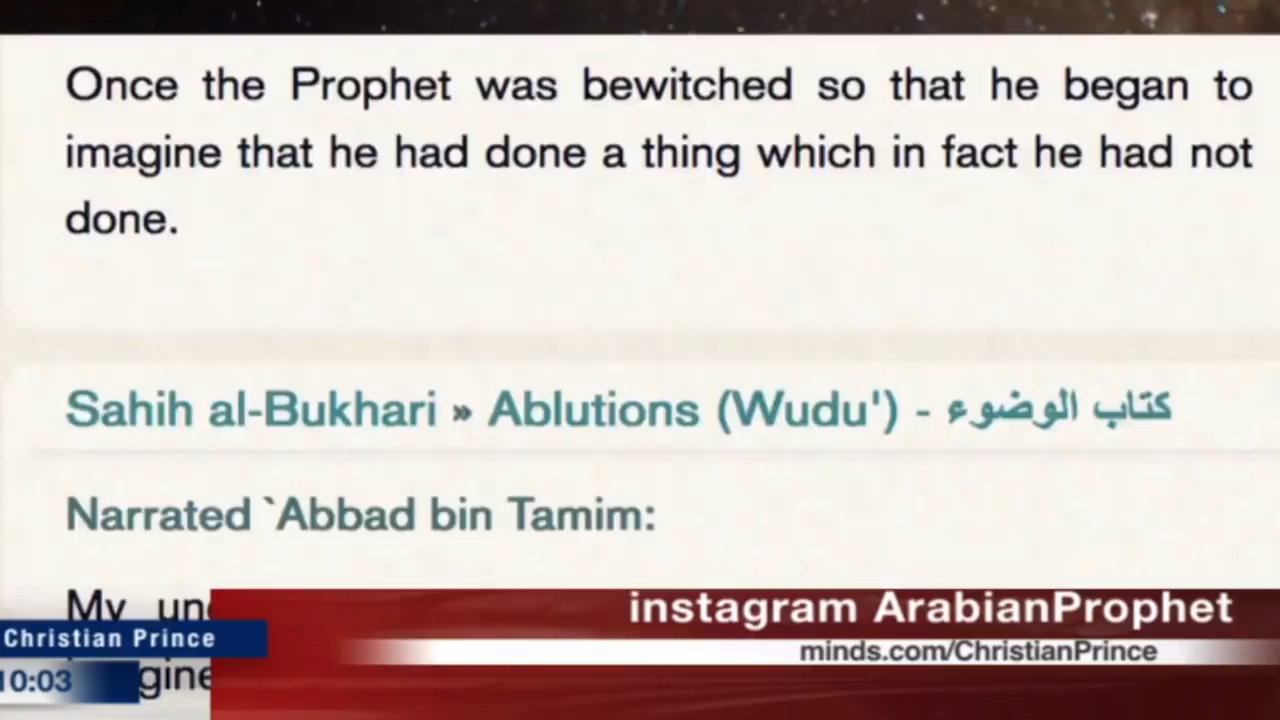 Once the Prophet was bewitched so that he began to
imagine that he had done a thing which in fact he had not
done.
Sahih al-Bukhari » Ablutions (Wudu') - كتاب الوضوء
Narrated `Abbad bin Tamim:
My
instagram ArabianProphet
Christian Prince
minds.com/ChristianPrince
10:03